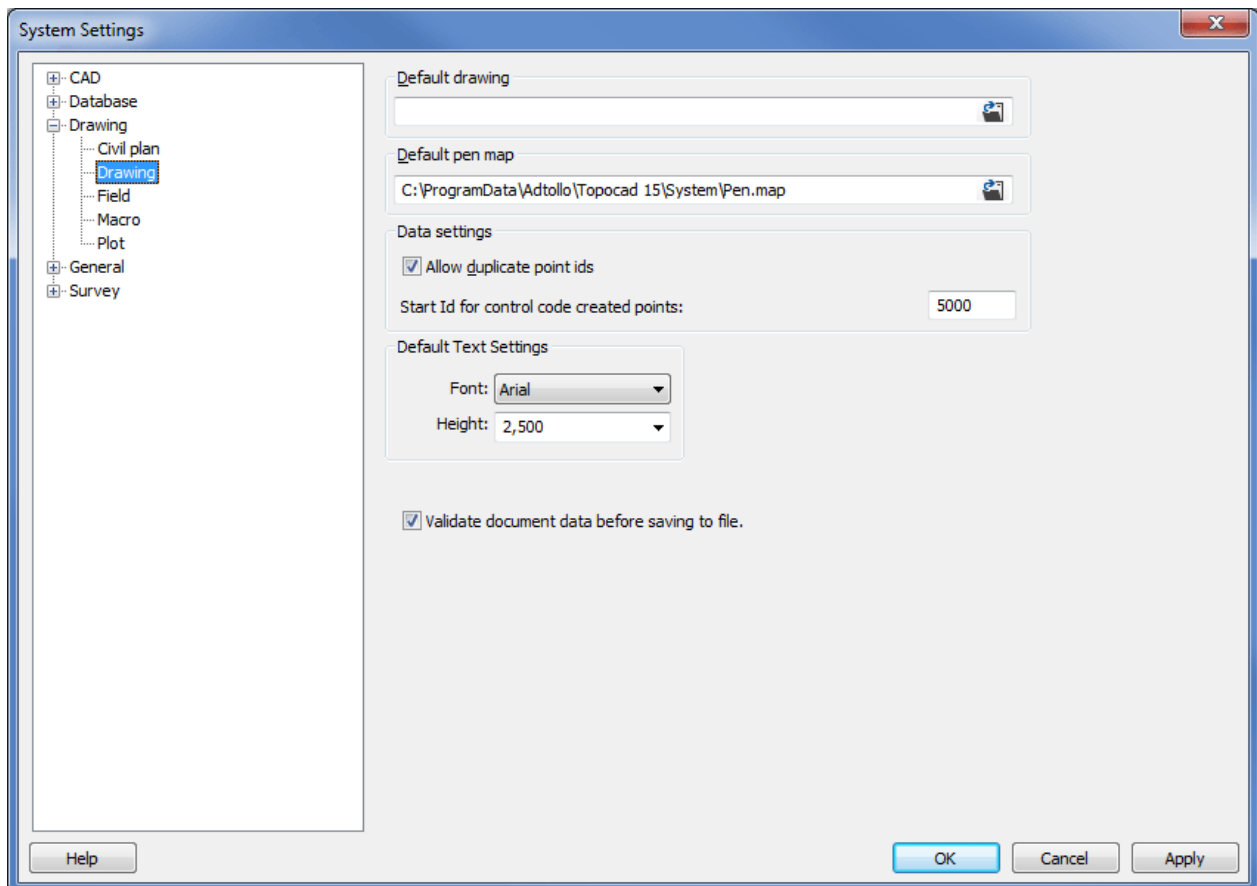 System Settings
X
CAD
Database
Drawing
Civil plan
Drawing
Field
Macro
Plot
General
Survey
Default drawing
Default pen map
C:\ProgramData\Adtollo\Topocad 15\System\Pen.map
Data settings
Allow duplicate point ids
Start Id for control code created points: 5000
Default Text Settings
Font: Arial
Height: 2,500
Validate document data before saving to file.
Help OK Cancel Apply